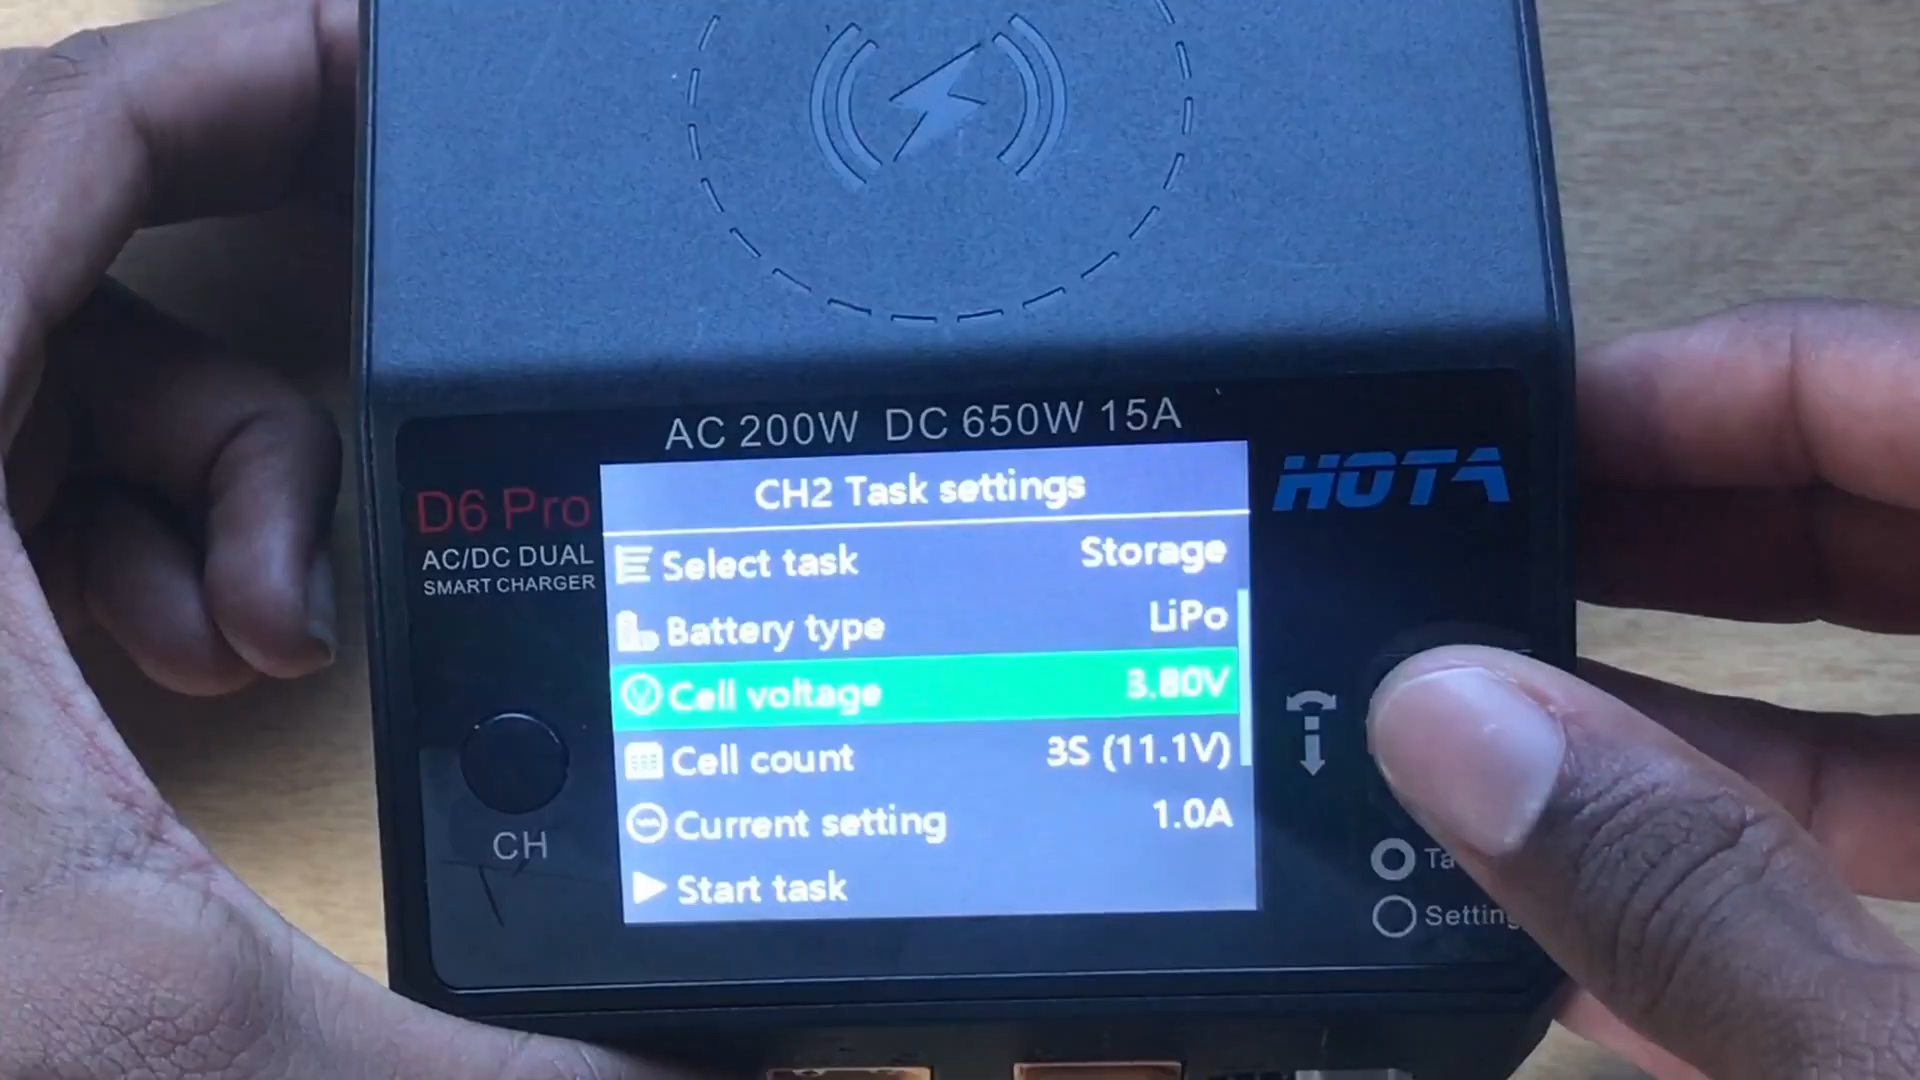 AC 200W DC 650W 15A
D6 Pro
AC/DC DUAL
SMART CHARGER
HOTA
CH2 Task settings
Select task Storage
Battery type LiPo
Cell voltage 3.80V
Cell count 3S (11.1V)
Current setting 1.0A
Start task
CH